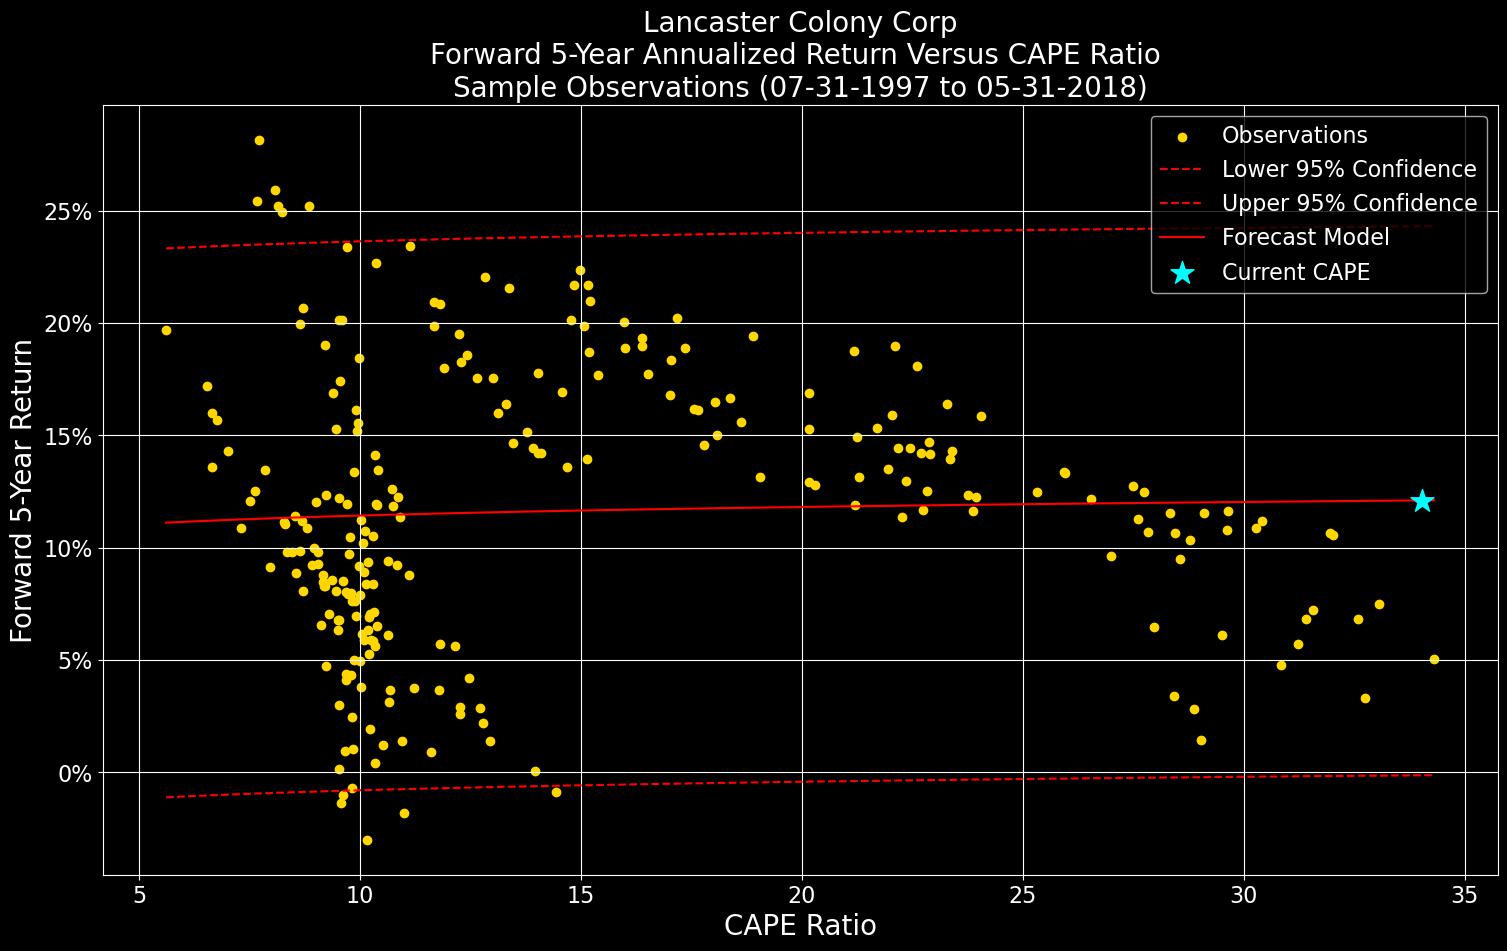 Lancaster Colony Corp
Forward 5-Year Annualized Return Versus CAPE Ratio
Sample Observations (07-31-1997 to 05-31-2018)
Observations
Lower 95% Confidence
Upper 95% Confidence
Forecast Model
Current CAPE
Forward 5-Year Return
25%
20%
15%
10%
5%
0%
5 10 15 20 25 30 35
CAPE Ratio